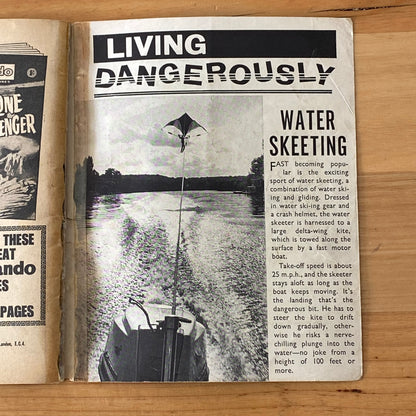 ndo
ONE
ENGER
THESE
EAT
ando
ES
PAGES
London, E.C.4.
LIVING
DANGEROUSLY
WATER
SKEETING
FAST becoming popu-
lar is the exciting
sport of water skeeting, a
combination of water ski-
ing and gliding. Dressed
in water ski-ing gear and
a crash helmet, the water
skeeter is harnessed to a
large delta-wing kite,
which is towed along the
surface by a fast motor
boat.
Take-off speed is about
25 m.p.h., and the skeeter
stays aloft as long as the
boat keeps moving. It's
the landing that's the
dangerous bit. He has to
steer the kite to drift
down gradually, other-
wise he risks a nerve-
chilling plunge into the
water—no joke from a
height of 100 feet or
more.